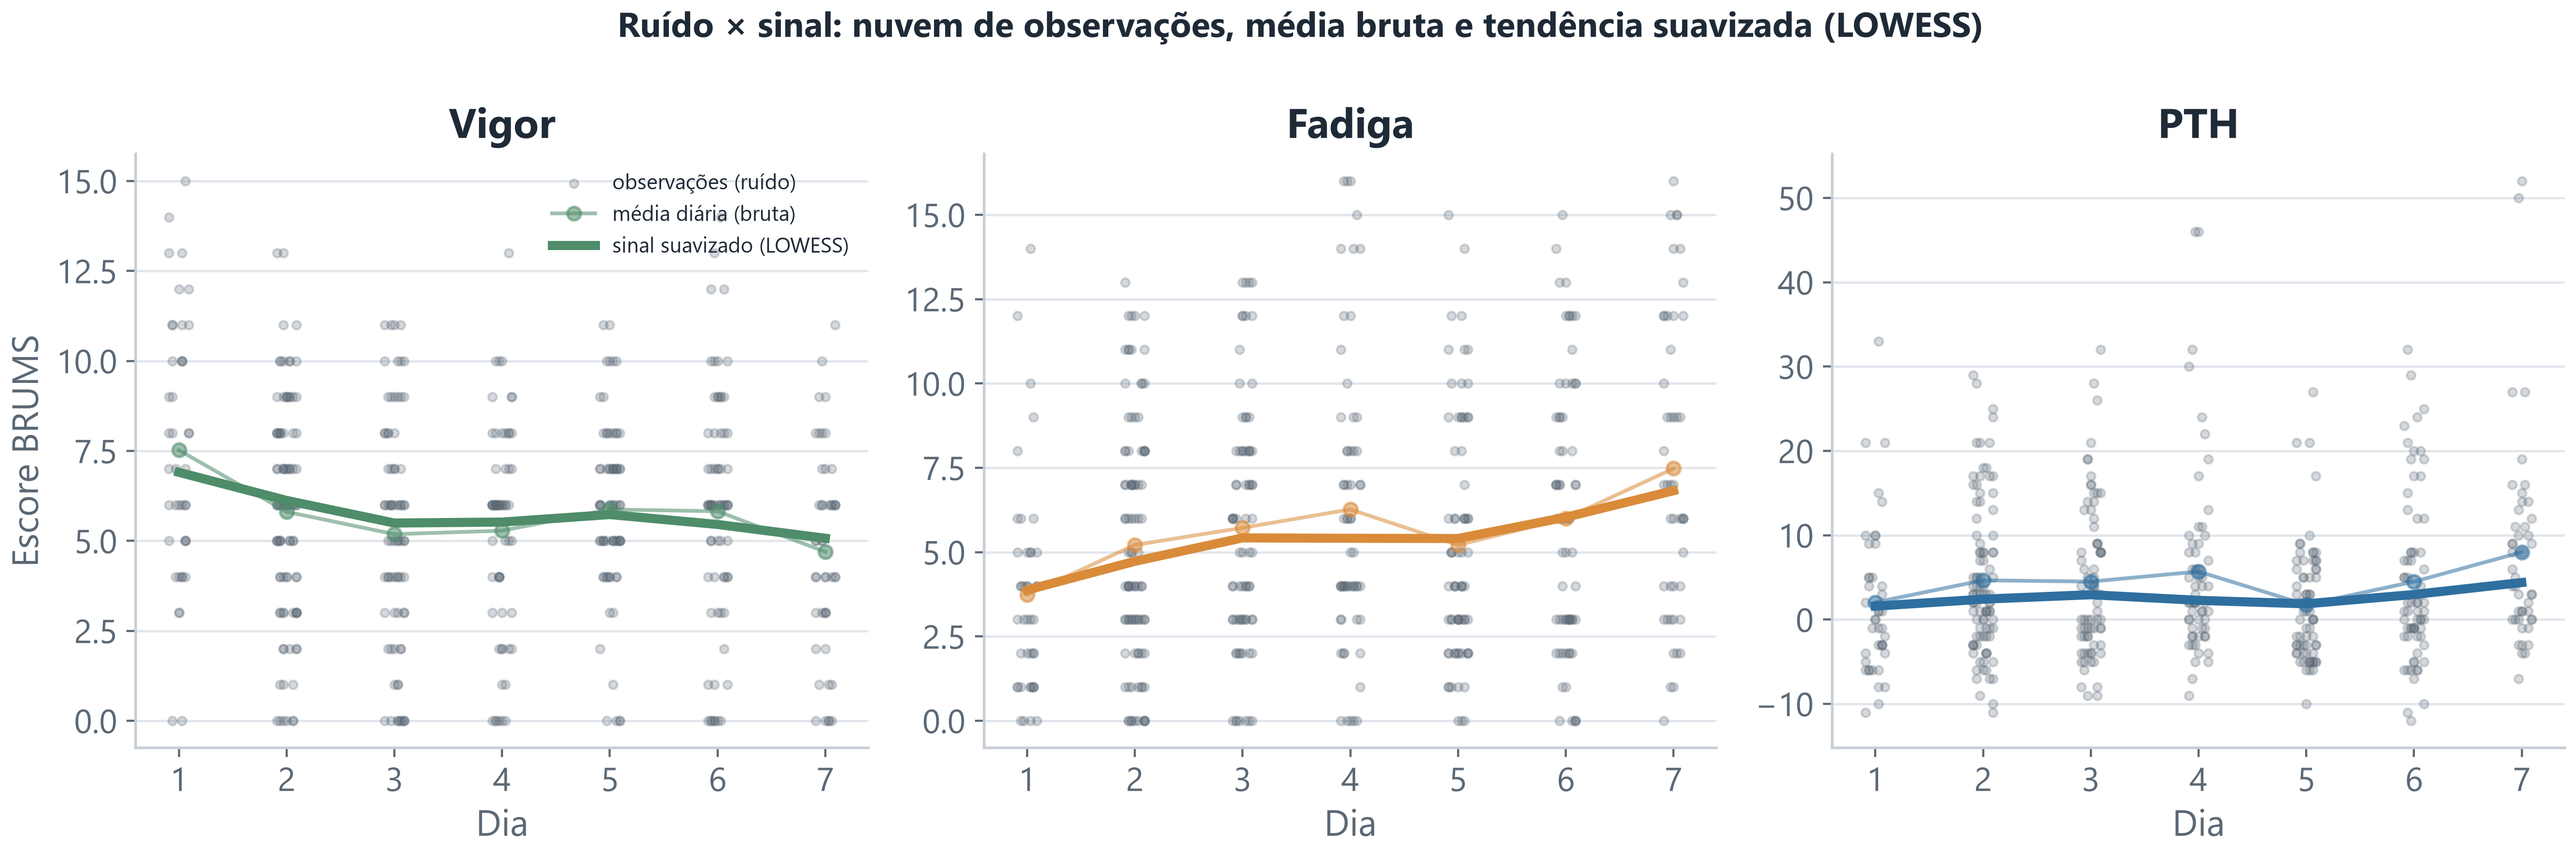 Ruído × sinal: nuvem de observações, média bruta e tendência suavizada (LOWESS)
Vigor
Escore BRUMS
15.0
12.5
10.0
7.5
5.0
2.5
0.0
observações (ruído)
média diária (bruta)
sinal suavizado (LOWESS)
1 2 3 4 5 6 7
Dia
Fadiga
15.0
12.5
10.0
7.5
5.0
2.5
0.0
1 2 3 4 5 6 7
Dia
PTH
50
40
30
20
10
0
−10
1 2 3 4 5 6 7
Dia